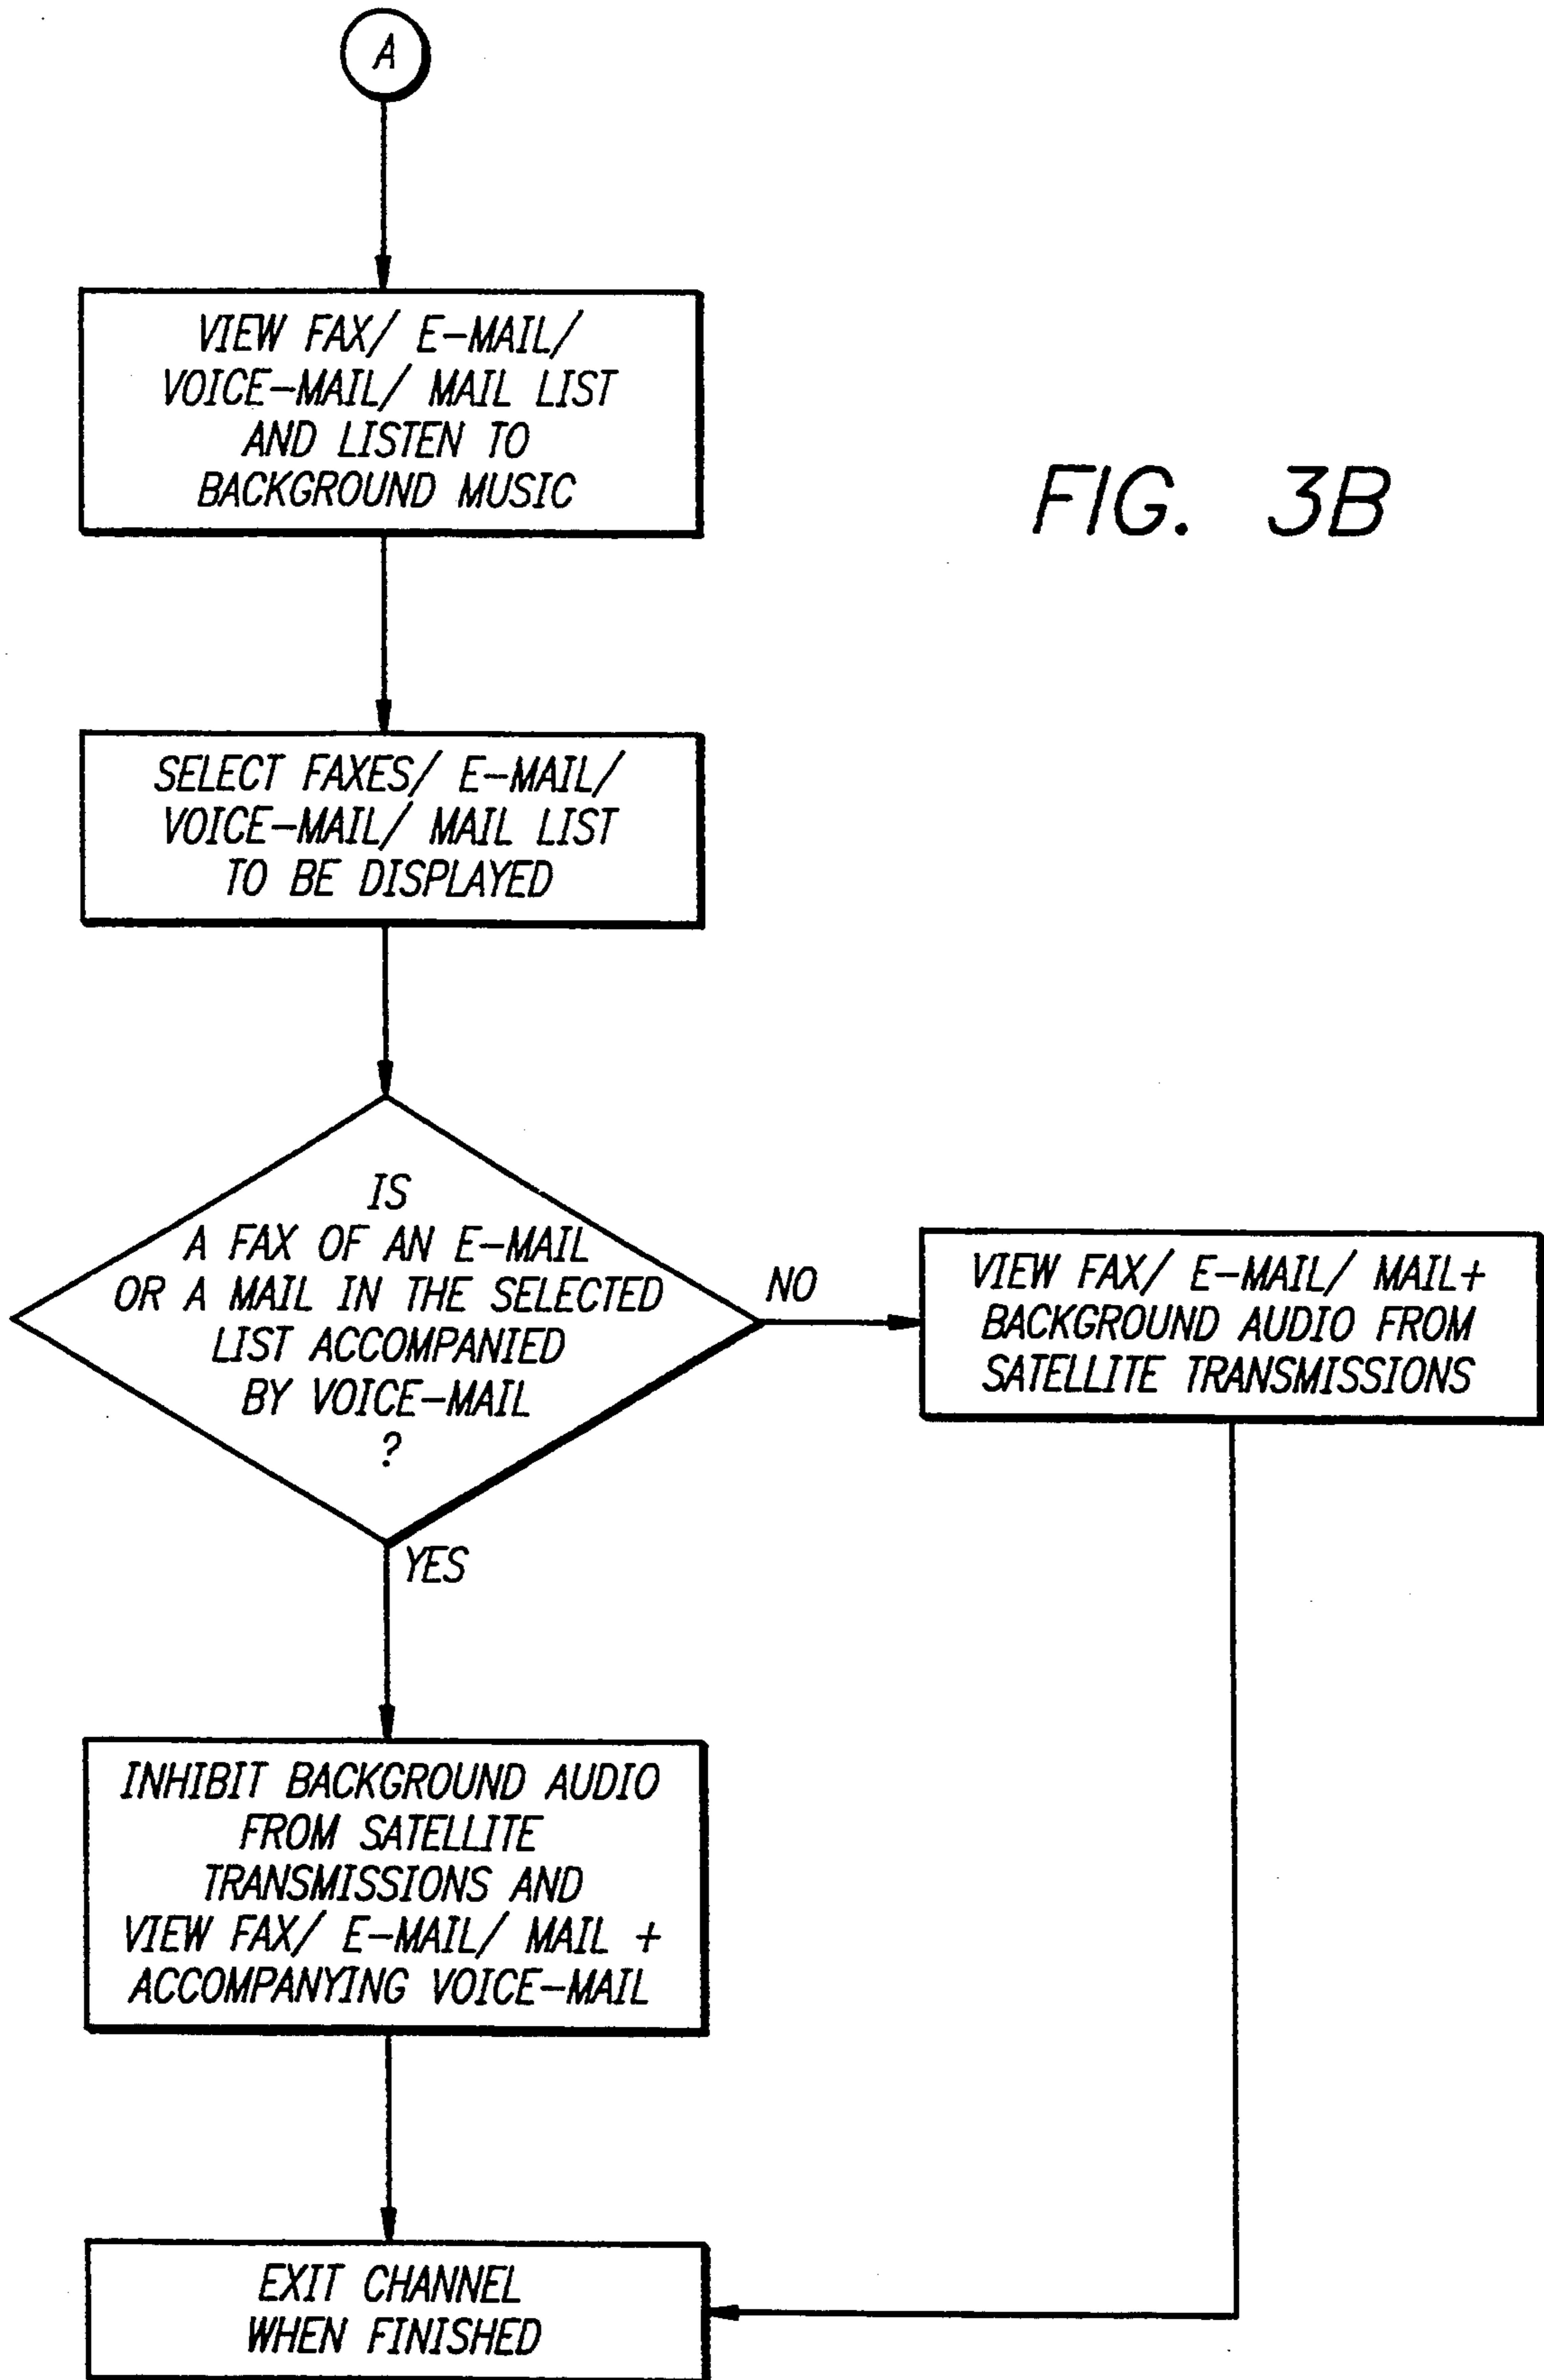 A
VIEW FAX/ E-MAIL/
VOICE-MAIL/ MAIL LIST
AND LISTEN TO
BACKGROUND MUSIC
FIG. 3B
SELECT FAXES/ E-MAIL/
VOICE-MAIL/ MAIL LIST
TO BE DISPLAYED
IS
A FAX OF AN E-MAIL
OR A MAIL IN THE SELECTED
LIST ACCOMPANIED
BY VOICE-MAIL
?
NO
VIEW FAX/ E-MAIL/ MAIL+
BACKGROUND AUDIO FROM
SATELLITE TRANSMISSIONS
YES
INHIBIT BACKGROUND AUDIO
FROM SATELLITE
TRANSMISSIONS AND
VIEW FAX/ E-MAIL/ MAIL +
ACCOMPANYING VOICE-MAIL
EXIT CHANNEL
WHEN FINISHED